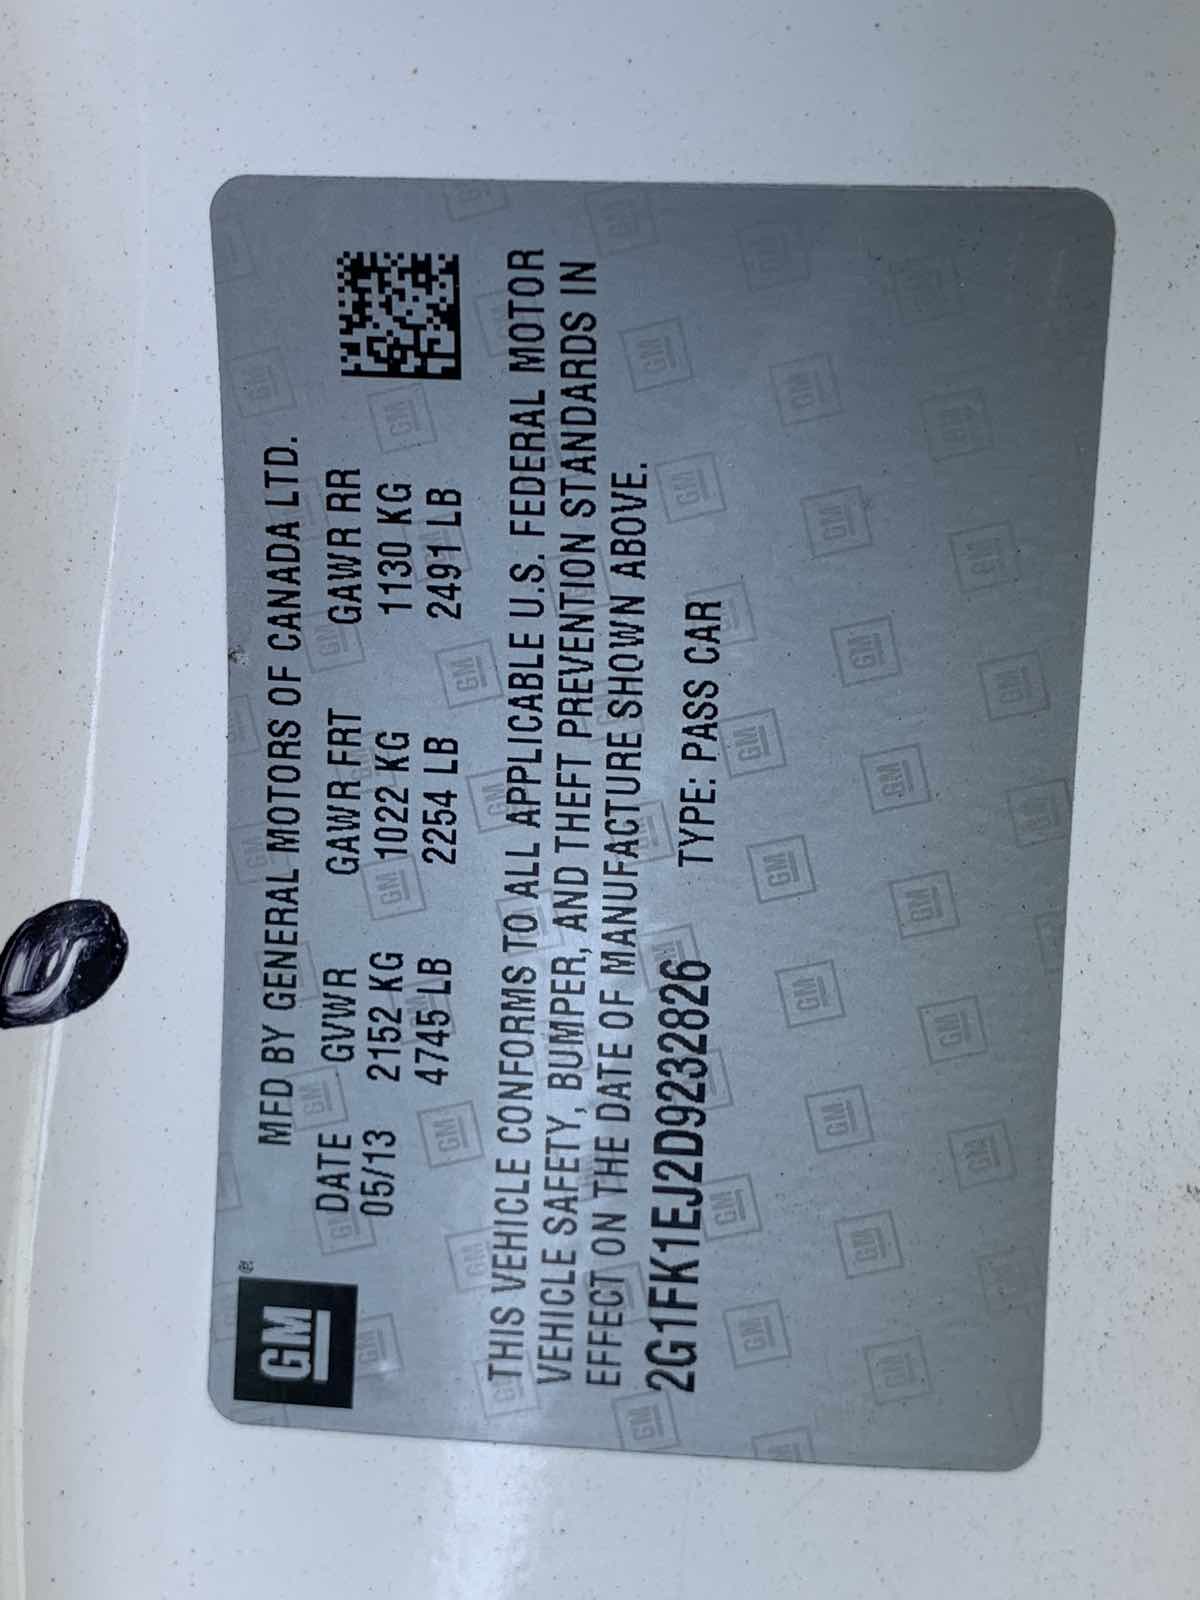 GM
MFD BY GENERAL MOTORS OF CANADA LTD.
DATE GVWR GAWR FRT GAWR RR
05/13 2152 KG 1022 KG 1130 KG
4745 LB 2254 LB 2491 LB
THIS VEHICLE CONFORMS TO ALL APPLICABLE U.S. FEDERAL MOTOR
VEHICLE SAFETY, BUMPER, AND THEFT PREVENTION STANDARDS IN
EFFECT ON THE DATE OF MANUFACTURE SHOWN ABOVE.
2G1FK1EJ2D9232826 TYPE: PASS CAR